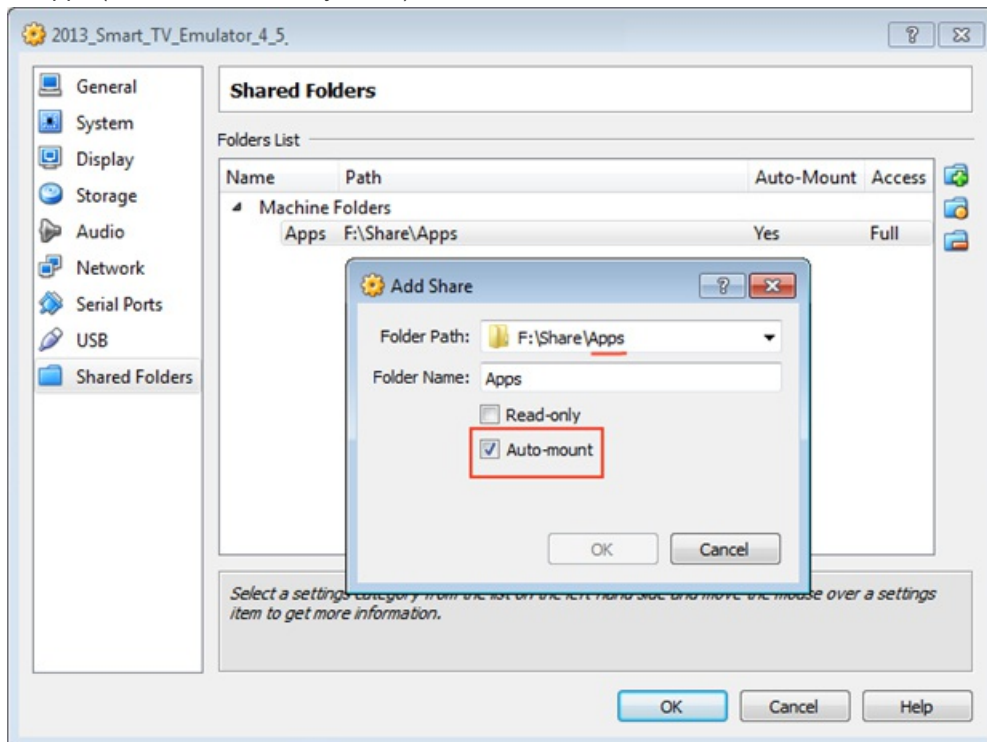 2013_Smart_TV_Emulator_4_5_
General
System
Display
Storage
Audio
Network
Serial Ports
USB
Shared Folders
Shared Folders
Folders List
Name Path Auto-Mount Access
Machine Folders
Apps F:\Share\Apps Yes Full
Add Share
Folder Path: F:\Share\Apps
Folder Name: Apps
Read-only
Auto-mount
OK Cancel
Select a settings category from the list on the left hand side and move the mouse over a settings
item to get more information.
OK Cancel Help